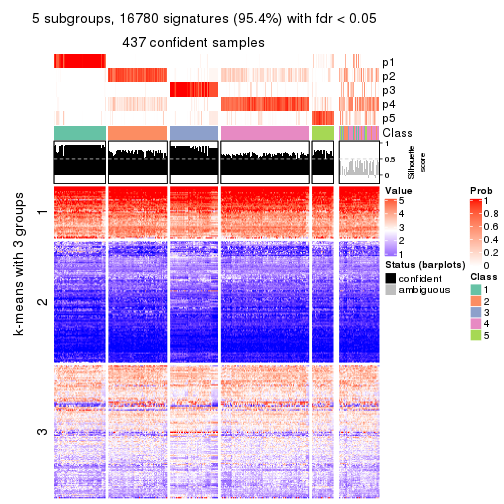 5 subgroups, 16780 signatures (95.4%) with fdr < 0.05
437 confident samples
p1
p2
p3
p4
p5
Class
1
0.5
0
Silhouette
score
k-means with 3 groups
1
2
3
Value
5
4
3
2
1
Status (barplots)
confident
ambiguous
Prob
1
0.8
0.6
0.4
0.2
0
Class
1
2
3
4
5